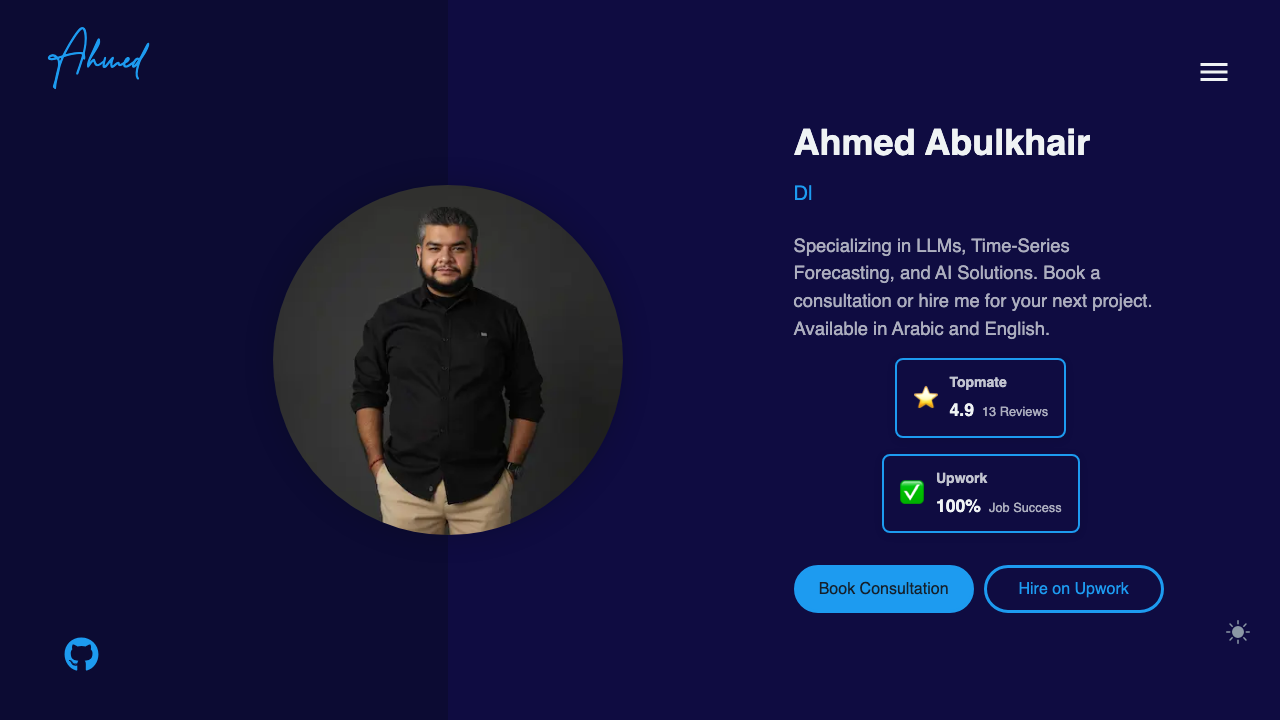 Ahmed
Ahmed Abulkhair
DI
Specializing in LLMs, Time-Series
Forecasting, and AI Solutions. Book a
consultation or hire me for your next project.
Available in Arabic and English.
Topmate
4.9 13 Reviews
Upwork
100% Job Success
Book Consultation
Hire on Upwork